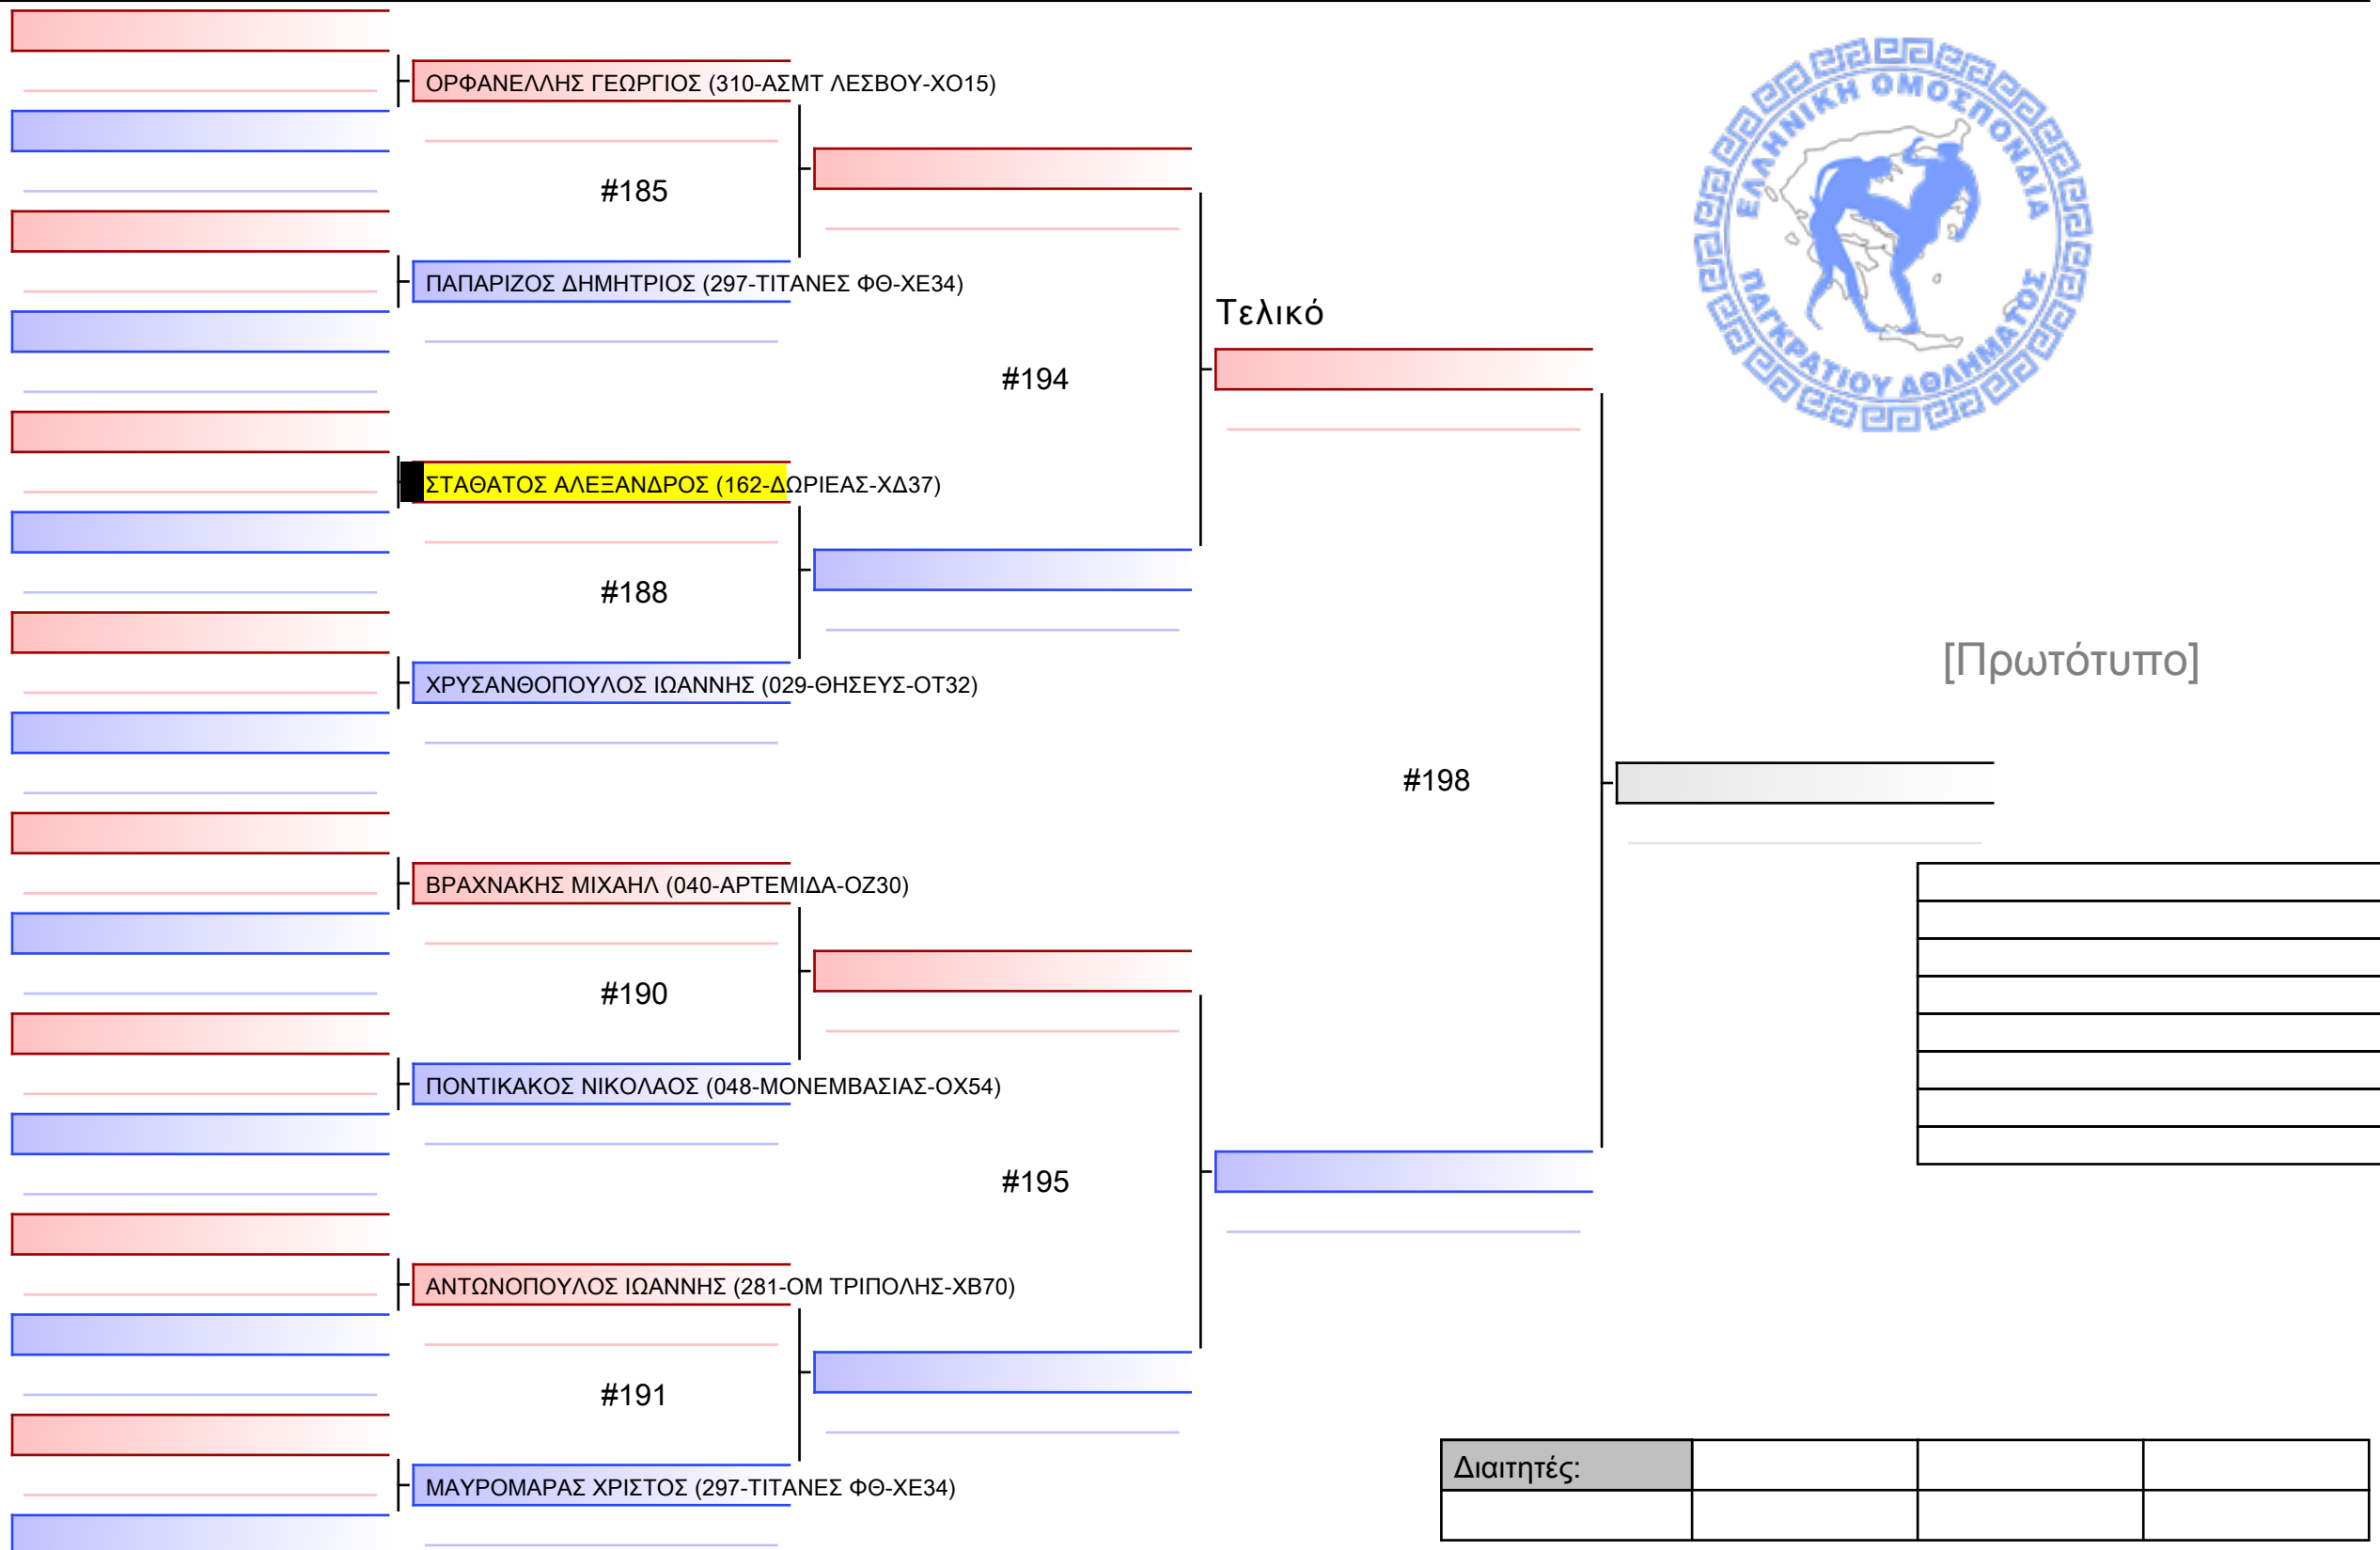 ΟΡΦΑΝΕΛΛΗΣ ΓΕΩΡΓΙΟΣ (310-ΑΣΜΤ ΛΕΣΒΟΥ-ΧΟ15)
#185
ΠΑΠΑΡΙΖΟΣ ΔΗΜΗΤΡΙΟΣ (297-ΤΙΤΑΝΕΣ ΦΘ-ΧΕ34)
ΕΛΛΗΝΙΚΗ ΟΜΟΣΠΟΝΔΙΑ
ΠΑΓΚΡΑΤΙΟΥ ΑΘΛΗΜΑΤΟΣ
Τελικό
#194
ΣΤΑΘΑΤΟΣ ΑΛΕΞΑΝΔΡΟΣ (162-ΔΩΡΙΕΑΣ-ΧΔ37)
#188
ΧΡΥΣΑΝΘΟΠΟΥΛΟΣ ΙΩΑΝΝΗΣ (029-ΘΗΣΕΥΣ-ΟΤ32)
[Πρωτότυπο]
#198
ΒΡΑΧΝΑΚΗΣ ΜΙΧΑΗΛ (040-ΑΡΤΕΜΙΔΑ-ΟΖ30)
#190
ΠΟΝΤΙΚΑΚΟΣ ΝΙΚΟΛΑΟΣ (048-ΜΟΝΕΜΒΑΣΙΑΣ-ΟΧ54)
#195
ΑΝΤΩΝΟΠΟΥΛΟΣ ΙΩΑΝΝΗΣ (281-ΟΜ ΤΡΙΠΟΛΗΣ-ΧΒ70)
#191
ΜΑΥΡΟΜΑΡΑΣ ΧΡΙΣΤΟΣ (297-ΤΙΤΑΝΕΣ ΦΘ-ΧΕ34)
Διαιτητές: